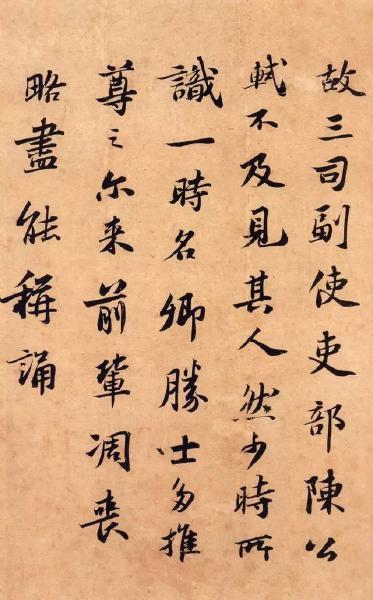 故三司副使吏部陳公
軾不及見其人然少時所
識一時名卿勝士多推
尊之尔来前輩凋喪
略盡能稱誦